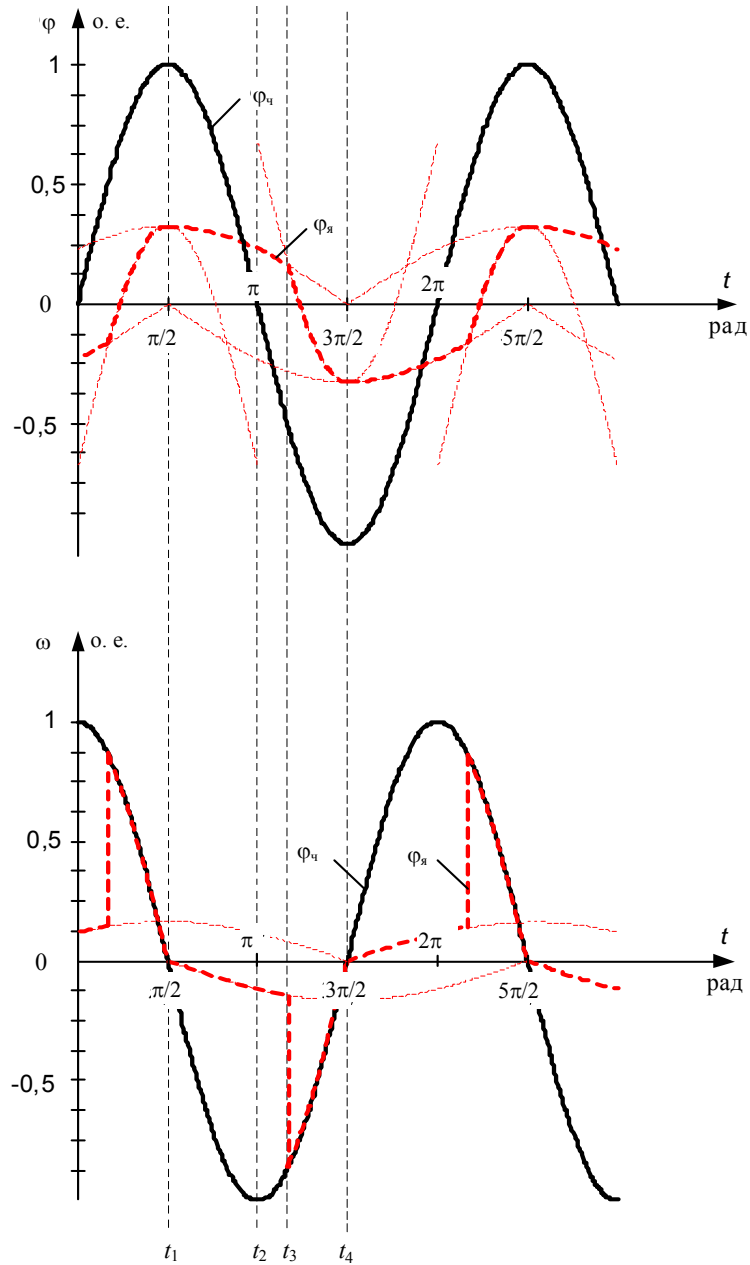 φ о. е.
1
φч
0,5
φя
π 2π t
0
π/2 3π/2 5π/2 рад
-0,5
ω о. е.
1
0,5
φч φя
π 2π t
0
π/2 3π/2 5π/2 рад
-0,5
t1 t2 t3 t4